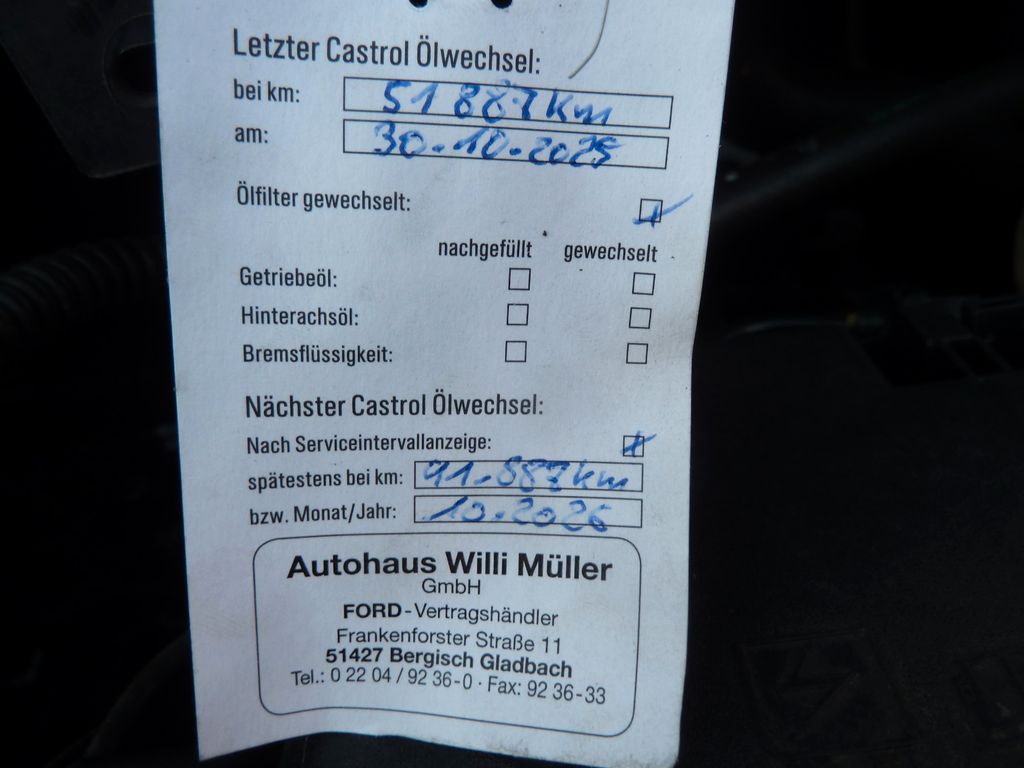 Letzter Castrol Ölwechsel:
bei km: 51 887 km
am: 30.10.2025
Ölfilter gewechselt:
nachgefüllt gewechselt
Getriebeöl:
Hinterachsöl:
Bremsflüssigkeit:
Nächster Castrol Ölwechsel:
Nach Serviceintervallanzeige:
spätestens bei km: 91.887 km
bzw. Monat/Jahr: 10.2026
Autohaus Willi Müller
GmbH
FORD-Vertragshändler
Frankenforster Straße 11
51427 Bergisch Gladbach
Tel.: 0 22 04 / 92 36-0 · Fax: 92 36-33